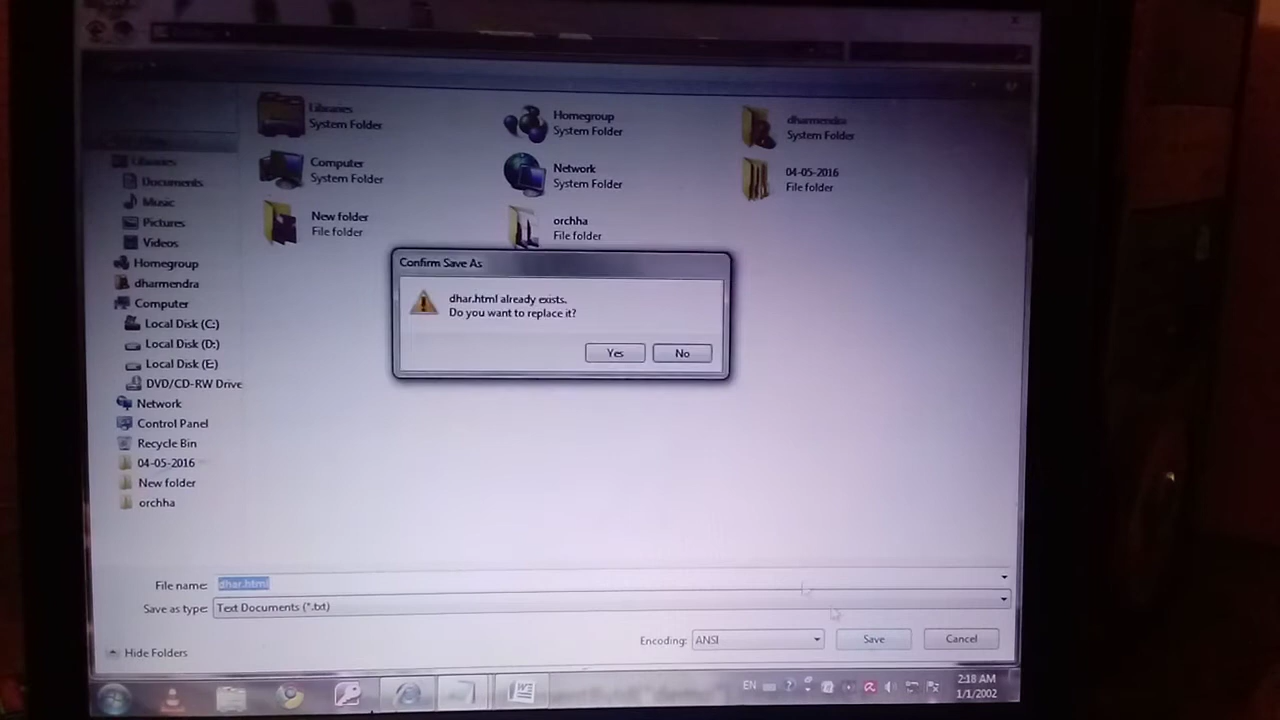 Libraries
System Folder
Homegroup
System Folder
dharmendra
System Folder
Computer
System Folder
Network
System Folder
04-05-2016
File folder
New folder
File folder
orchha
File folder
Libraries
Documents
Music
Pictures
Videos
Homegroup
dharmendra
Computer
Local Disk (C:)
Local Disk (D:)
Local Disk (E:)
DVD/CD-RW Drive
Network
Control Panel
Recycle Bin
04-05-2016
New folder
orchha
Confirm Save As
dhar.html already exists.
Do you want to replace it?
Yes No
File name: dhar.html
Save as type: Text Documents (*.txt)
Hide Folders
Encoding: ANSI
Save
Cancel
EN
2:18 AM
1/1/2002